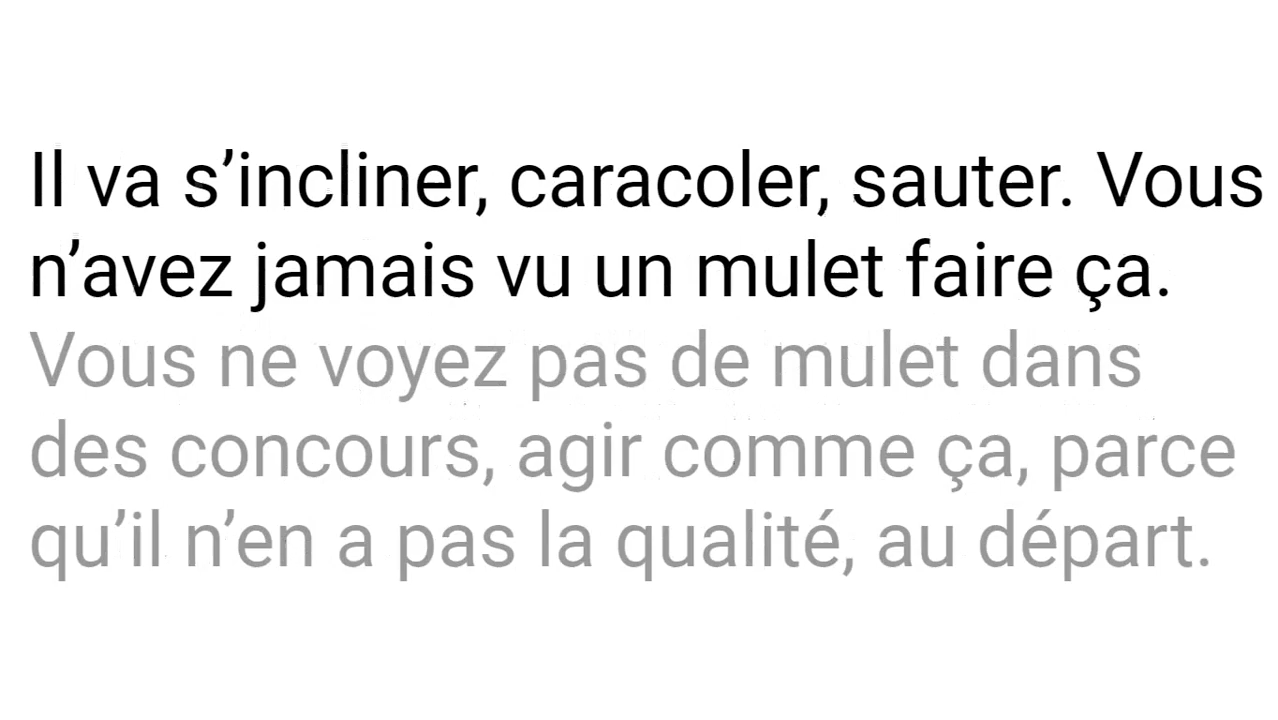 Il va s’incliner, caracoler, sauter. Vous
n’avez jamais vu un mulet faire ça.
Vous ne voyez pas de mulet dans
des concours, agir comme ça, parce
qu’il n’en a pas la qualité, au départ.